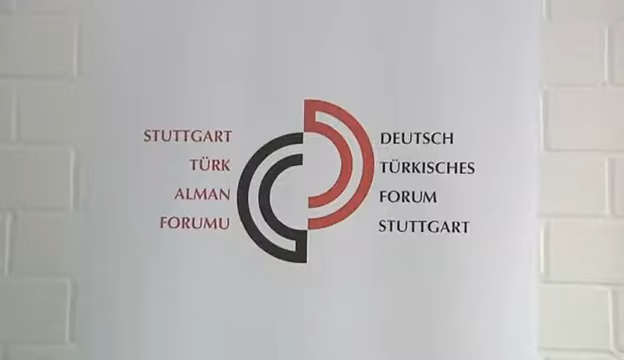 STUTTGART
TÜRK
ALMAN
FORUMU
DEUTSCH
TÜRKISCHES
FORUM
STUTTGART